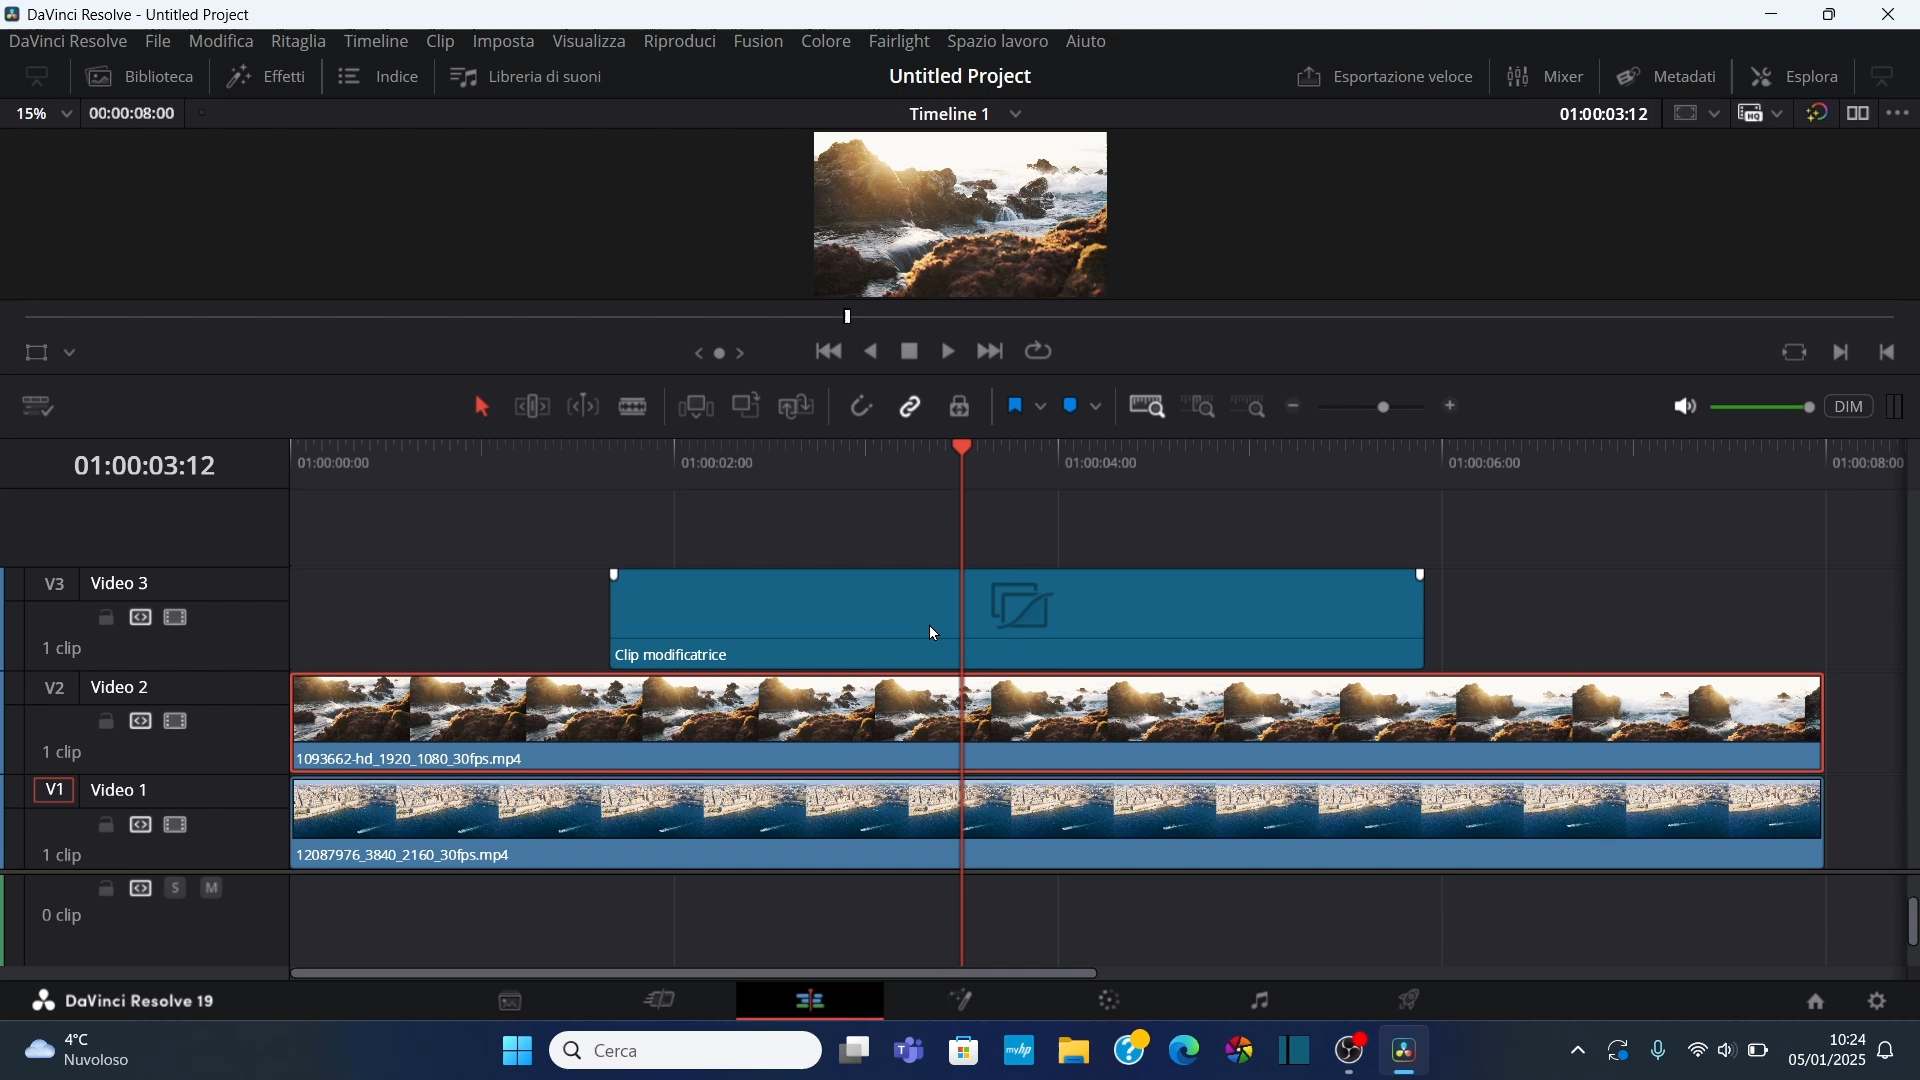 DaVinci Resolve - Untitled Project
DaVinci Resolve File Modifica Ritaglia Timeline Clip Imposta Visualizza Riproduci Fusion Colore Fairlight Spazio lavoro Aiuto
Biblioteca Effetti Indice Libreria di suoni Untitled Project Esportazione veloce Mixer Metadati Esplora
15% 00:00:08:00 Timeline 1 01:00:03:12 HQ
DIM
01:00:03:12 01:00:00:00 01:00:02:00 01:00:04:00 01:00:06:00 01:00:08:00
V3 Video 3
1 clip
Clip modificatrice
V2 Video 2
1 clip
1093662-hd_1920_1080_30fps.mp4
V1 Video 1
1 clip
12087976_3840_2160_30fps.mp4
S M
0 clip
DaVinci Resolve 19
4°C
Nuvoloso
Cerca
myhp
10:24
05/01/2025